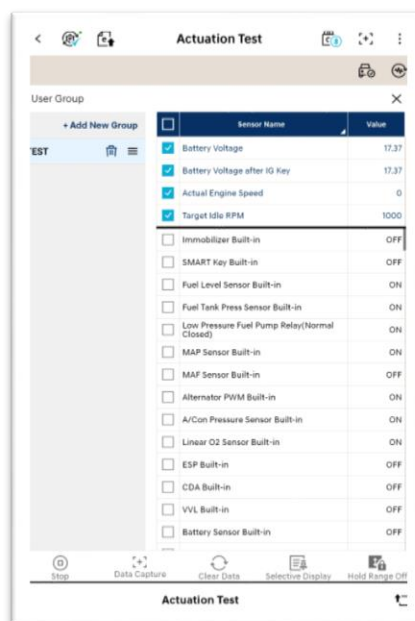 Actuation Test
User Group
+ Add New Group
Sensor Name
Value
TEST
Battery Voltage
17.37
Battery Voltage after IG Key
17.37
Actual Engine Speed
0
Target Idle RPM
1000
Immobilizer Built-in
OFF
SMART Key Built-in
OFF
Fuel Level Sensor Built-in
ON
Fuel Tank Press Sensor Built-in
ON
Low Pressure Fuel Pump Relay(Normal
Closed)
ON
MAP Sensor Built-in
ON
MAF Sensor Built-in
OFF
Alternator PWM Built-in
ON
A/Con Pressure Sensor Built-in
ON
Linear O2 Sensor Built-in
ON
ESP Built-in
OFF
CDA Built-in
OFF
VVL Built-in
OFF
Battery Sensor Built-in
OFF
Stop
Data Capture
Clear Data
Selective Display
Hold Range Off
Actuation Test